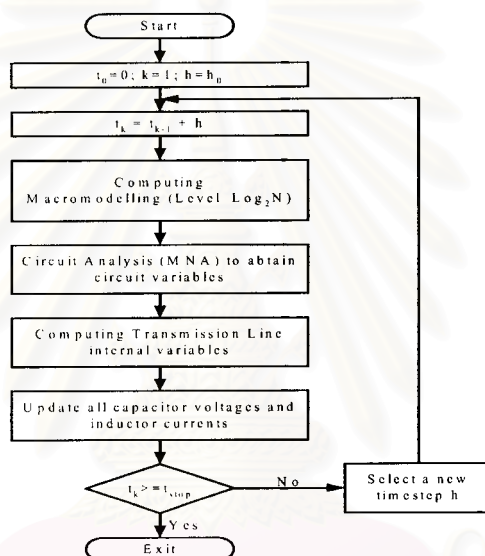 Start
t₀=0; k=1; h=h₀
tₖ = tₖ₋₁ + h
Computing
Macromodelling (Level Log₂N)
Circuit Analysis (MNA) to abtain
circuit variables
Computing Transmission Line
internal variables
Update all capacitor voltages and
inductor currents
tₖ>=tstop
No
Select a new
timestep h
Yes
Exit